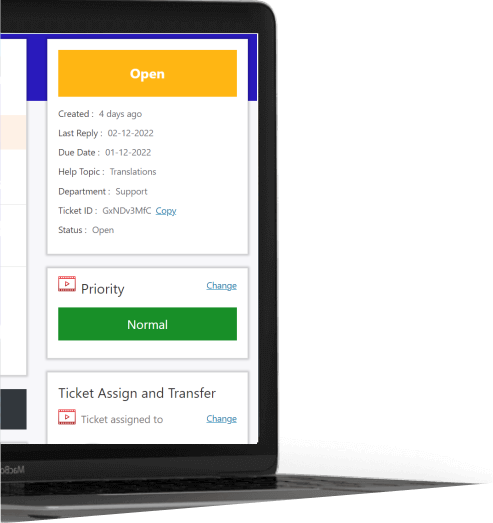 Open
Created : 4 days ago
Last Reply : 02-12-2022
Due Date : 01-12-2022
Help Topic : Translations
Department : Support
Ticket ID : GxNDv3MfC Copy
Status : Open
Priority Change
Normal
Ticket Assign and Transfer
Ticket assigned to Change